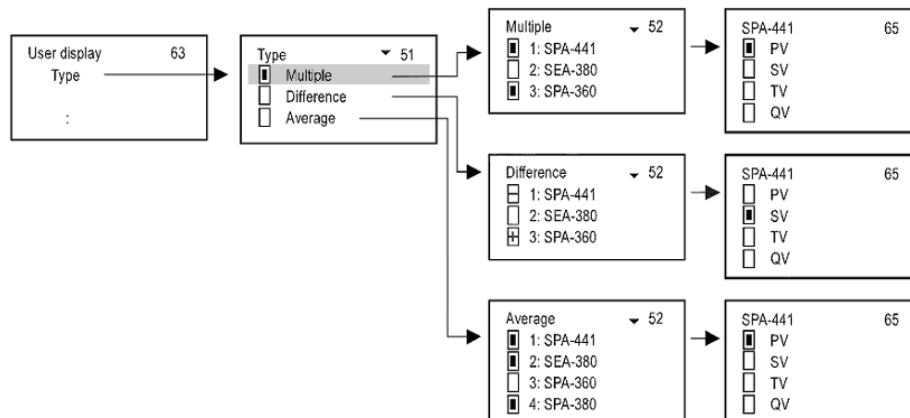 User display 63
Type
:
Type 51
Multiple
Difference
Average
Multiple 52
1: SPA-441
2: SEA-380
3: SPA-360
SPA-441 65
PV
SV
TV
QV
Difference 52
1: SPA-441
2: SEA-380
3: SPA-360
SPA-441 65
PV
SV
TV
QV
Average 52
1: SPA-441
2: SEA-380
3: SPA-360
4: SPA-380
SPA-441 65
PV
SV
TV
QV